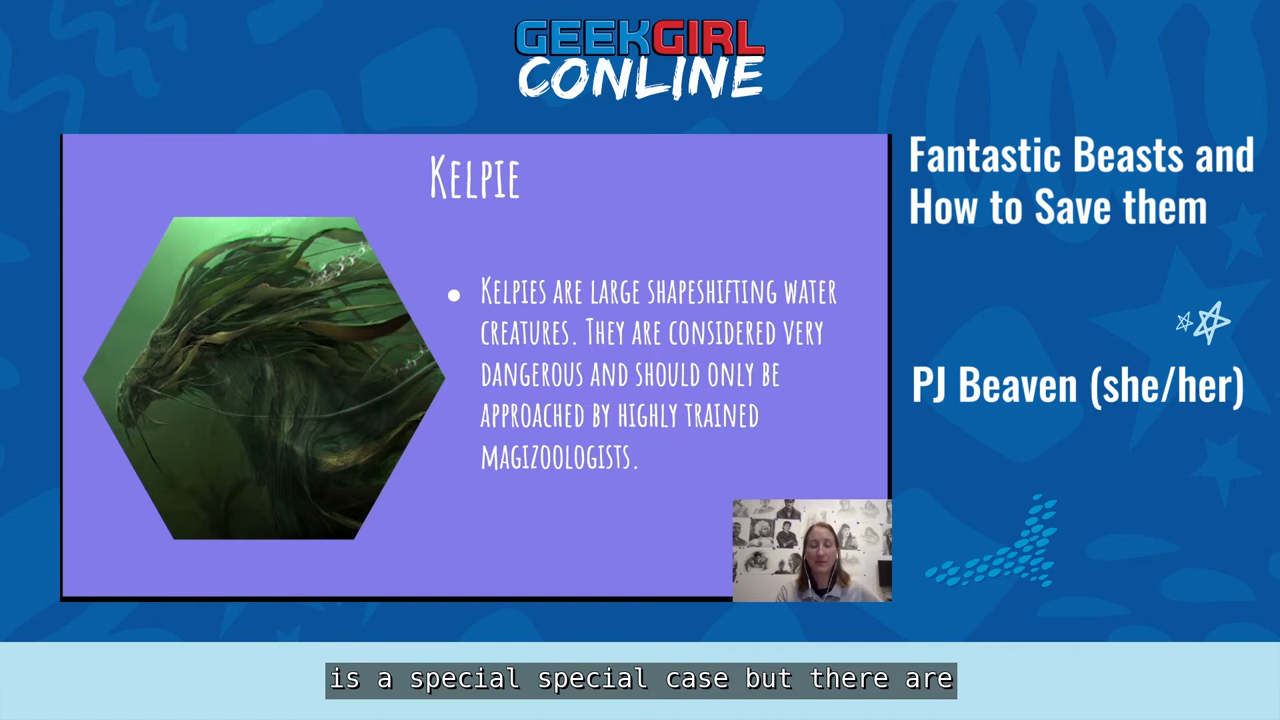 GEEKGIRL
CONLINE
Fantastic Beasts and
How to Save them
PJ Beaven (she/her)
KELPIE
● KELPIES ARE LARGE SHAPESHIFTING WATER
CREATURES. THEY ARE CONSIDERED VERY
DANGEROUS AND SHOULD ONLY BE
APPROACHED BY HIGHLY TRAINED
MAGIZOOLOGISTS.
is a special special case but there are